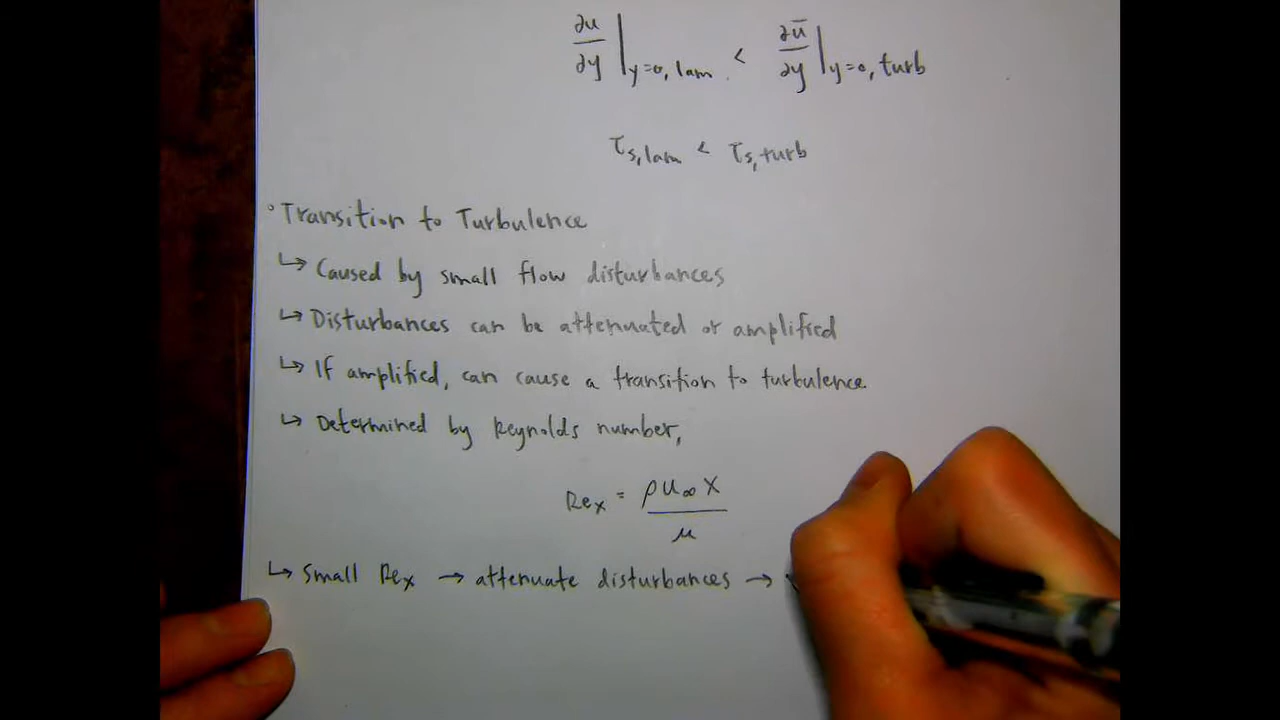 ∂u/∂y |y=0, lam < ∂ū/∂y |y=0, turb
τs,lam < τs,turb
° Transition to Turbulence
↳ Caused by small flow disturbances
↳ Disturbances can be attenuated or amplified
↳ If amplified, can cause a transition to turbulence.
↳ Determined by Reynolds number,
Rex = ρu∞x / μ
↳ Small Rex → attenuate disturbances →